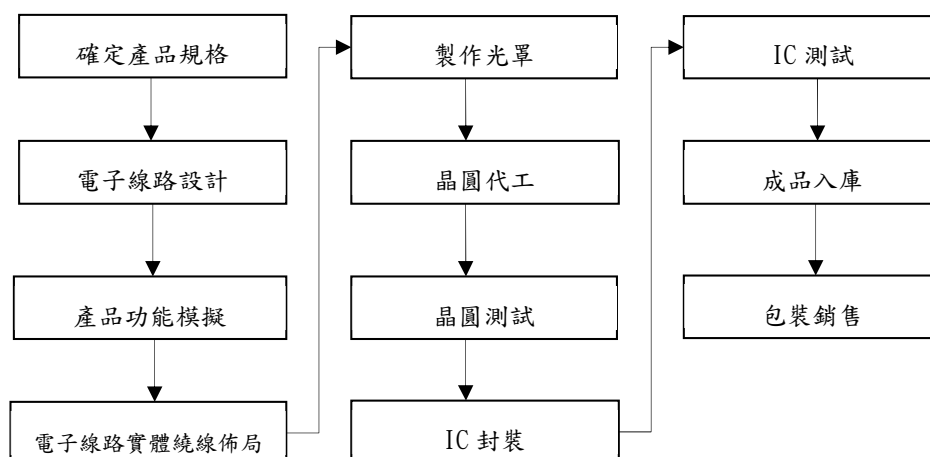 確定產品規格
電子線路設計
產品功能模擬
電子線路實體繞線佈局
製作光罩
晶圓代工
晶圓測試
IC 封裝
IC 測試
成品入庫
包裝銷售